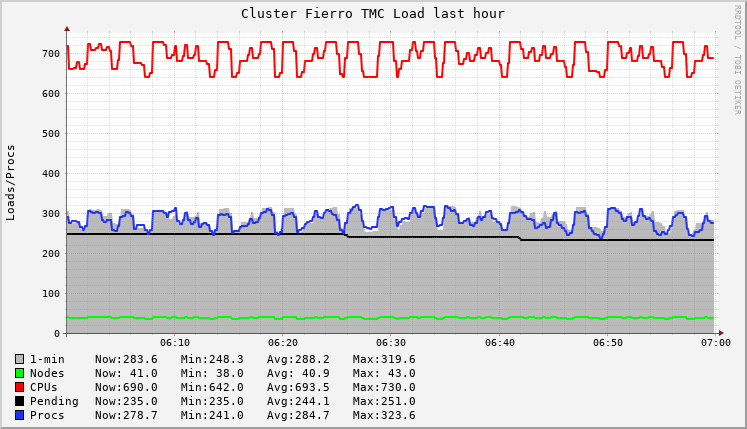 Cluster Fierro TMC Load last hour
RRDTOOL / TOBI OETIKER
Loads/Procs
700
600
500
400
300
200
100
0
06:10 06:20 06:30 06:40 06:50 07:00
1-min Now:283.6 Min:248.3 Avg:288.2 Max:319.6
Nodes Now: 41.0 Min: 38.0 Avg: 40.9 Max: 43.0
CPUs Now:690.0 Min:642.0 Avg:693.5 Max:730.0
Pending Now:235.0 Min:235.0 Avg:244.1 Max:251.0
Procs Now:278.7 Min:241.0 Avg:284.7 Max:323.6